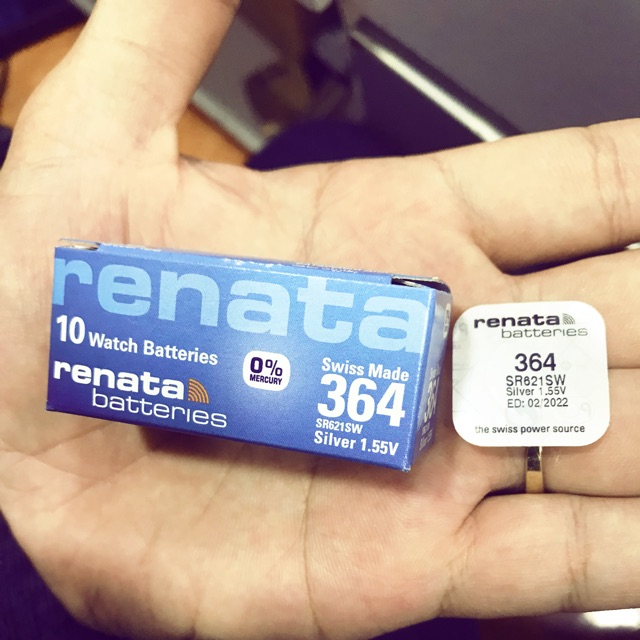 renata
10 Watch Batteries
renata
batteries
0%
MERCURY
Swiss Made
364
SR621SW
Silver 1.55V
renata
batteries
364
SR621SW
Silver 1.55V
ED: 02/2022
the swiss power source